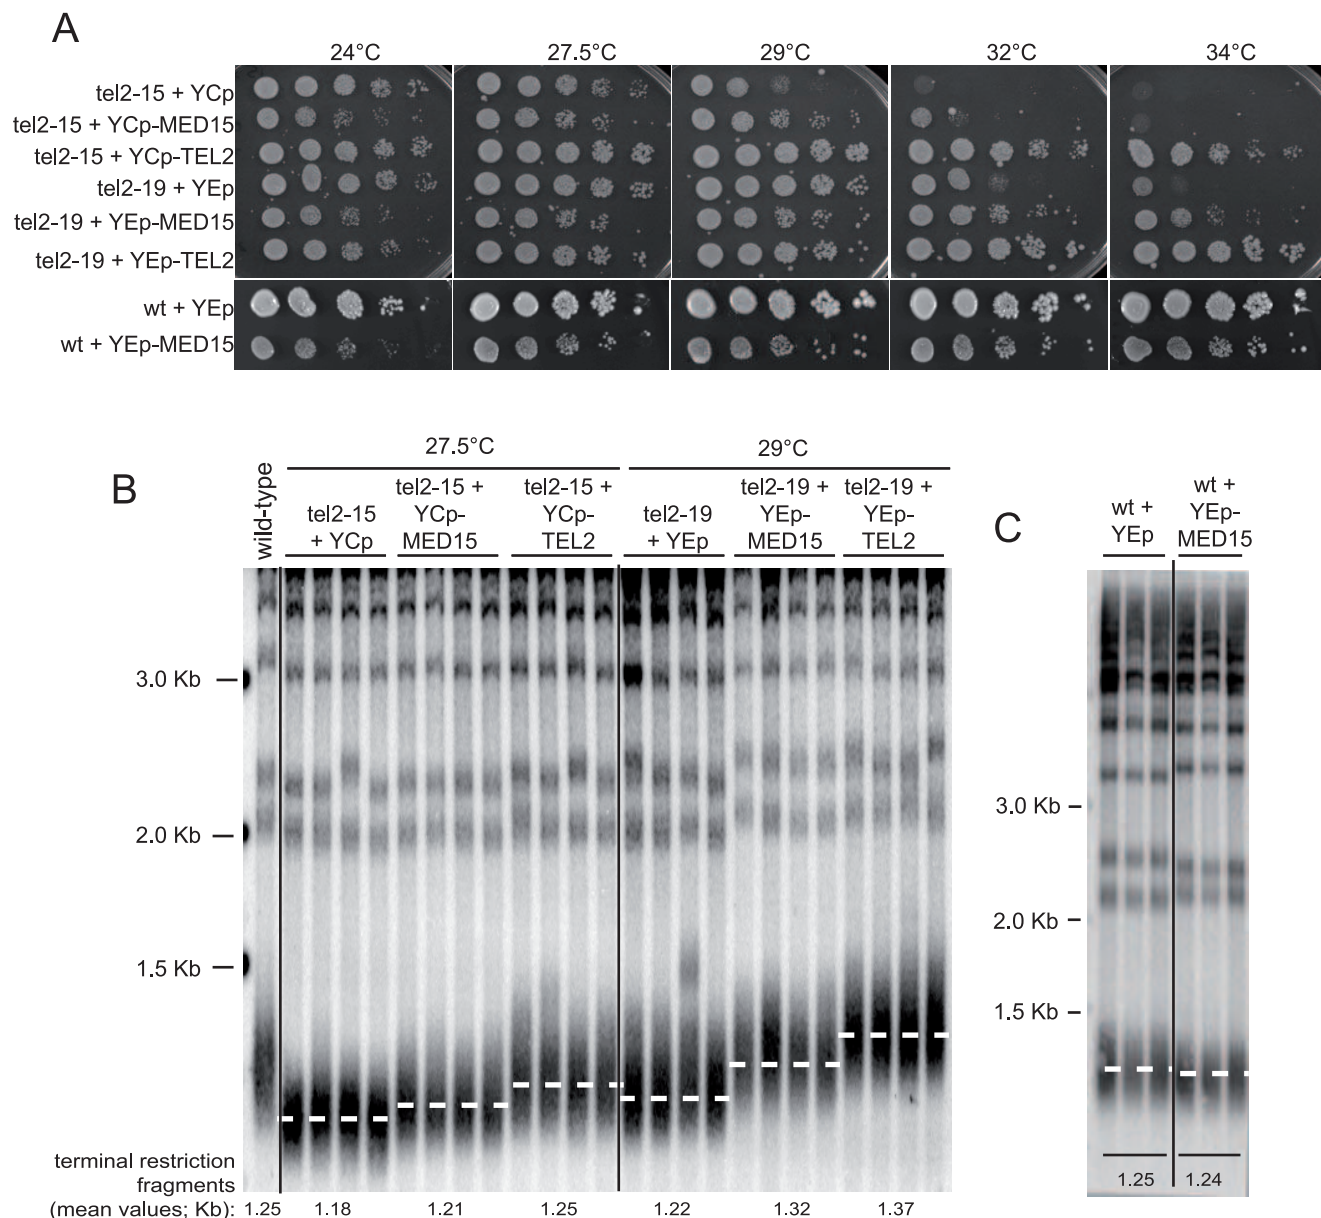 A
24°C 27.5°C 29°C 32°C 34°C
tel2-15 + YCp
tel2-15 + YCp-MED15
tel2-15 + YCp-TEL2
tel2-19 + YEp
tel2-19 + YEp-MED15
tel2-19 + YEp-TEL2
wt + YEp
wt + YEp-MED15
B
wild-type
27.5°C 29°C
tel2-15 + YCp
tel2-15 + YCp-MED15
tel2-15 + YCp-TEL2
tel2-19 + YEp
tel2-19 + YEp-MED15
tel2-19 + YEp-TEL2
3.0 Kb
2.0 Kb
1.5 Kb
terminal restriction
fragments
(mean values; Kb): 1.25 1.18 1.21 1.25 1.22 1.32 1.37
C
wt + YEp
wt + YEp-MED15
3.0 Kb
2.0 Kb
1.5 Kb
1.25 1.24